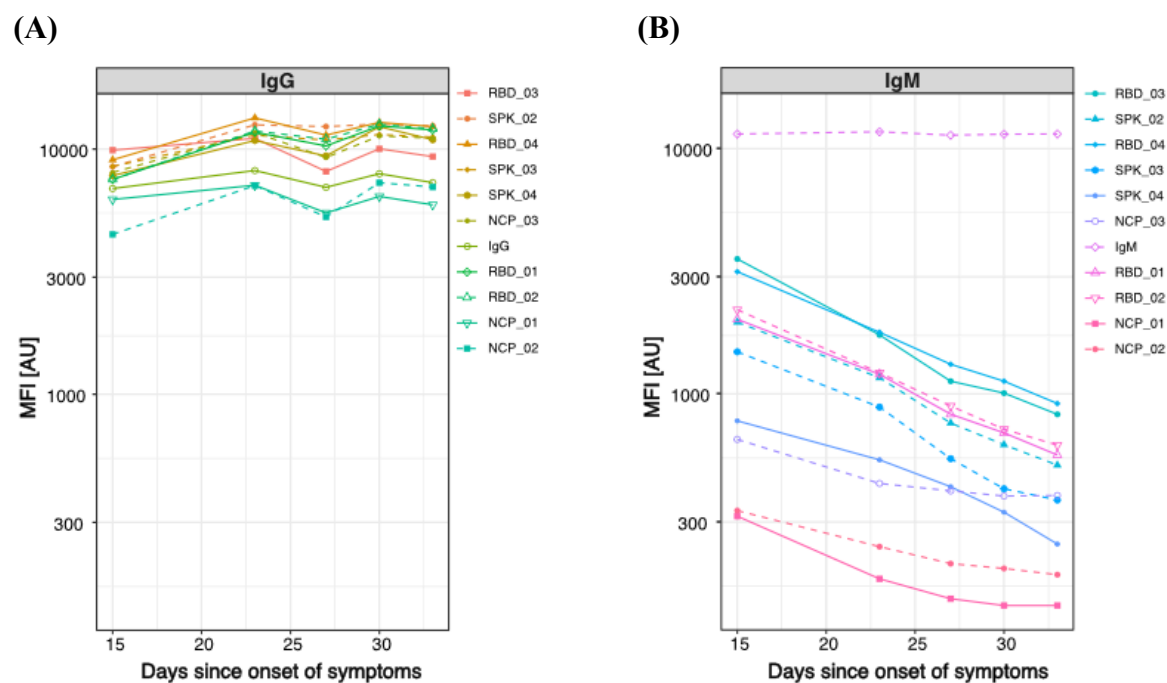 (A)
IgG
MFI [AU]
10000
3000
1000
300
15 20 25 30
Days since onset of symptoms
RBD_03
SPK_02
RBD_04
SPK_03
SPK_04
NCP_03
IgG
RBD_01
RBD_02
NCP_01
NCP_02
(B)
IgM
MFI [AU]
10000
3000
1000
300
15 20 25 30
Days since onset of symptoms
RBD_03
SPK_02
RBD_04
SPK_03
SPK_04
NCP_03
IgM
RBD_01
RBD_02
NCP_01
NCP_02